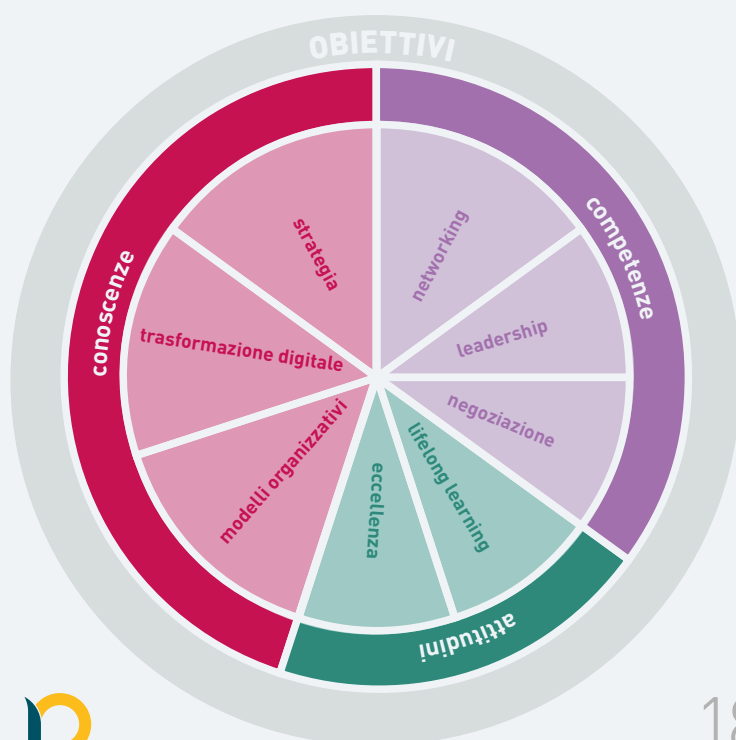 OBIETTIVI
conoscenze
competenze
attitudini
strategia
trasformazione digitale
modelli organizzativi
networking
leadership
negoziazione
lifelong learning
eccellenza